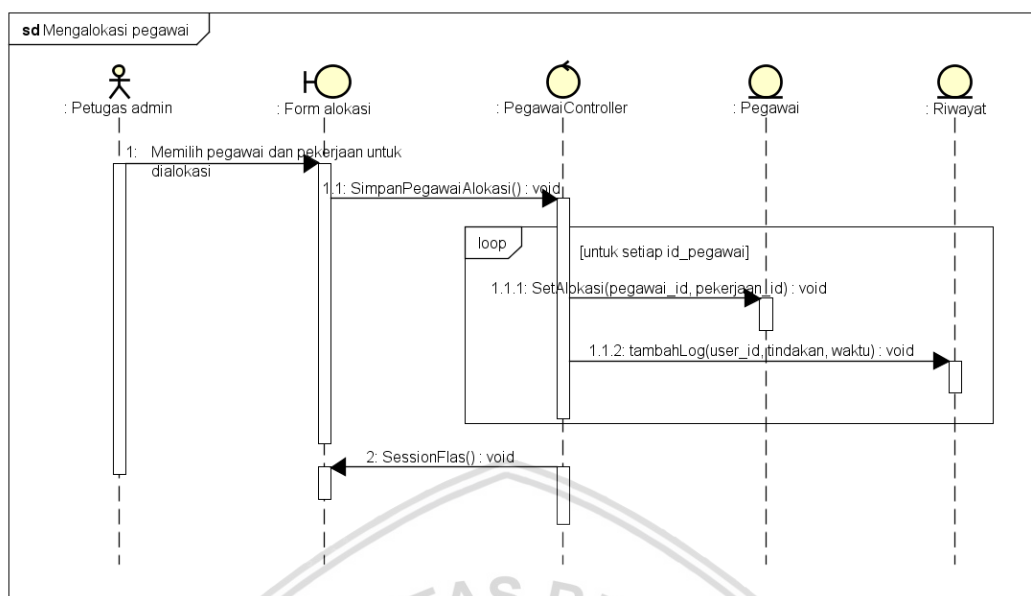 sd Mengalokasi pegawai
: Petugas admin
: Form alokasi
: PegawaiController
: Pegawai
: Riwayat
1: Memilih pegawai dan pekerjaan untuk
dialokasi
1.1: SimpanPegawaiAlokasi() : void
loop
[untuk setiap id_pegawai]
1.1.1: SetAlokasi(pegawai_id, pekerjaan_id) : void
1.1.2: tambahLog(user_id, tindakan, waktu) : void
2: SessionFlas() : void